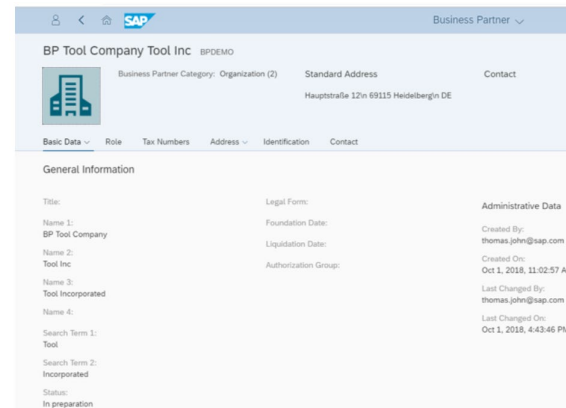 SAP
Business Partner
BP Tool Company Tool Inc BPDEMO
Business Partner Category: Organization (2)
Standard Address
Contact
Hauptstraße 12\n 69115 Heidelberg\n DE
Basic Data Role Tax Numbers Address Identification Contact
General Information
Title:
Name 1:
BP Tool Company
Name 2:
Tool Inc
Name 3:
Tool Incorporated
Name 4:
Search Term 1:
Tool
Search Term 2:
Incorporated
Status:
In preparation
Legal Form:
Foundation Date:
Liquidation Date:
Authorization Group:
Administrative Data
Created By:
thomas.john@sap.com
Created On:
Oct 1, 2018, 11:02:57 A
Last Changed By:
thomas.john@sap.com
Last Changed On:
Oct 1, 2018, 4:43:46 PM